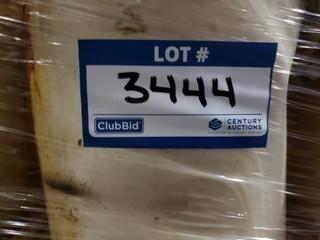 LOT #
3444
ClubBid
CENTURY
AUCTIONS